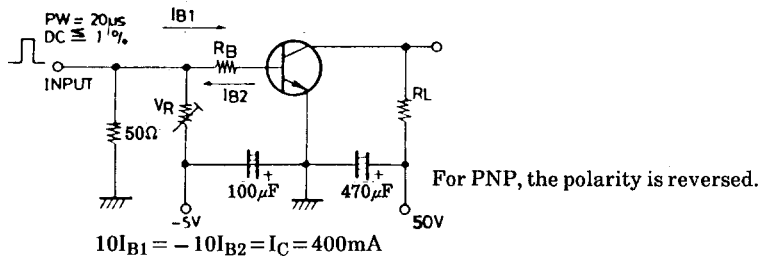 PW = 20µs
DC ≦ 1%
INPUT
IB1
RB
IB2
VR
50Ω
RL
+
100µF
+
470µF
-5V
50V
For PNP, the polarity is reversed.
10IB1 = – 10IB2 = IC = 400mA